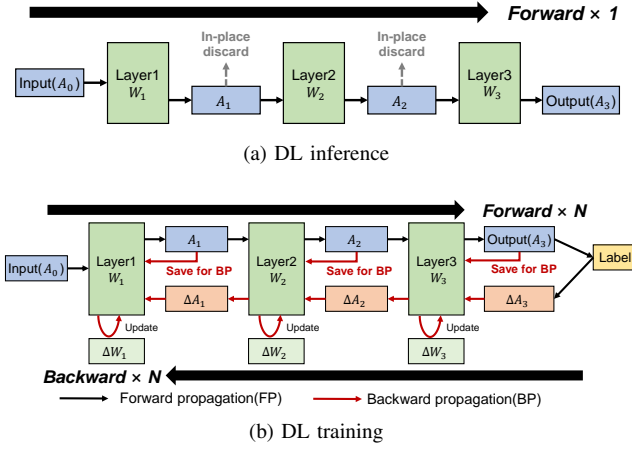 Forward × 1
In-place
discard
In-place
discard
Input(A₀)
Layer1
W₁
A₁
Layer2
W₂
A₂
Layer3
W₃
Output(A₃)
(a) DL inference
Forward × N
Input(A₀)
Layer1
W₁
A₁
Save for BP
ΔA₁
Layer2
W₂
A₂
Save for BP
ΔA₂
Layer3
W₃
Output(A₃)
Save for BP
ΔA₃
Label
Update
ΔW₁
Update
ΔW₂
Update
ΔW₃
Backward × N
Forward propagation(FP)
Backward propagation(BP)
(b) DL training